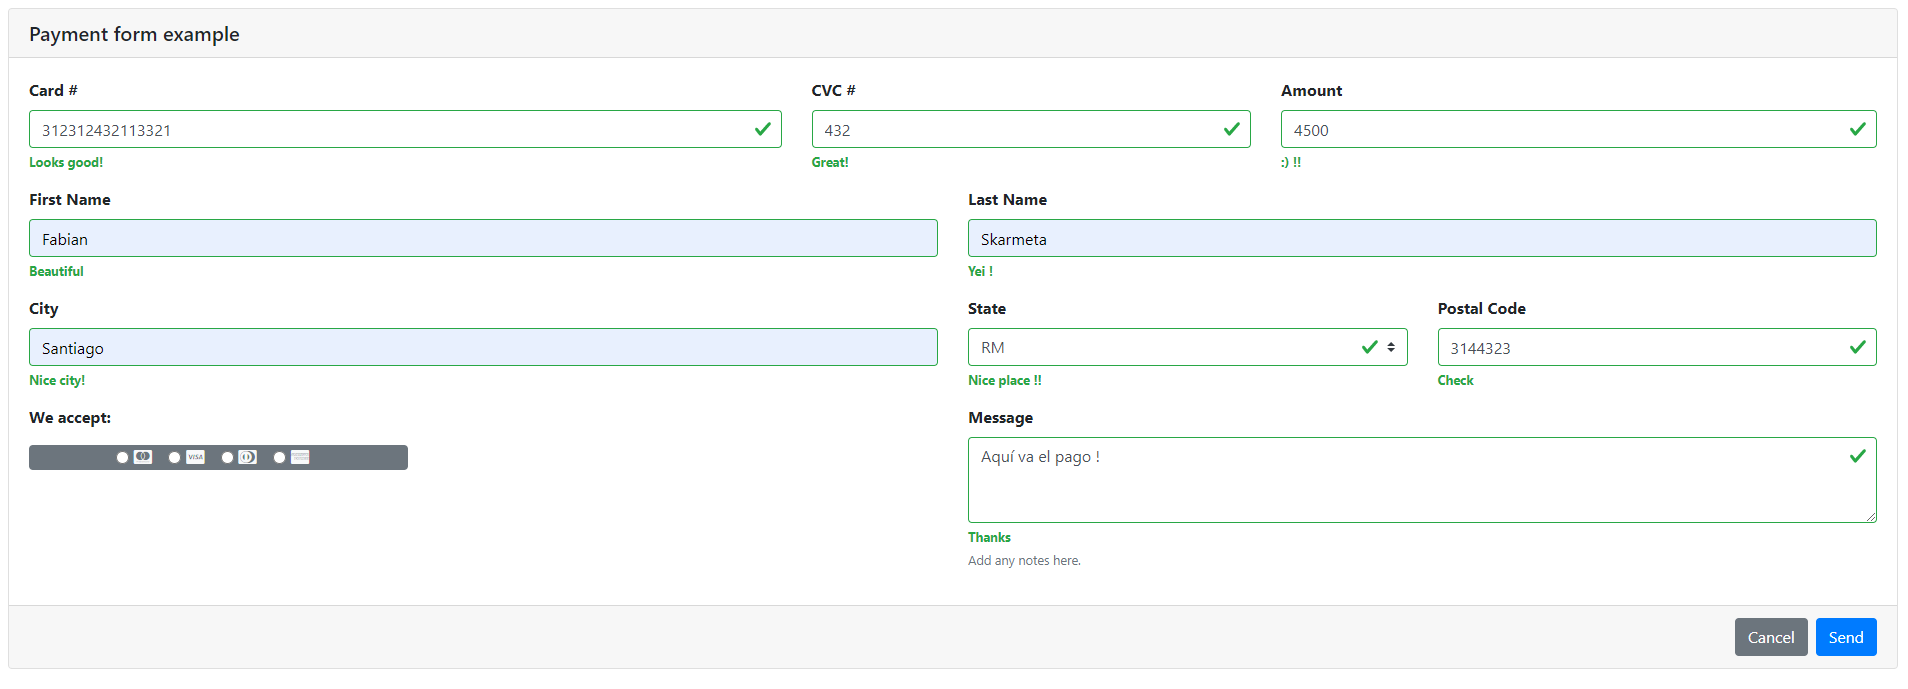 Payment form example
Card #
CVC #
Amount
312312432113321
432
4500
Looks good!
Great!
:) !!
First Name
Last Name
Fabian
Skarmeta
Beautiful
Yei !
City
State
Postal Code
Santiago
RM
3144323
Nice city!
Nice place !!
Check
We accept:
Message
VISA
Aquí va el pago !
Thanks
Add any notes here.
Cancel
Send